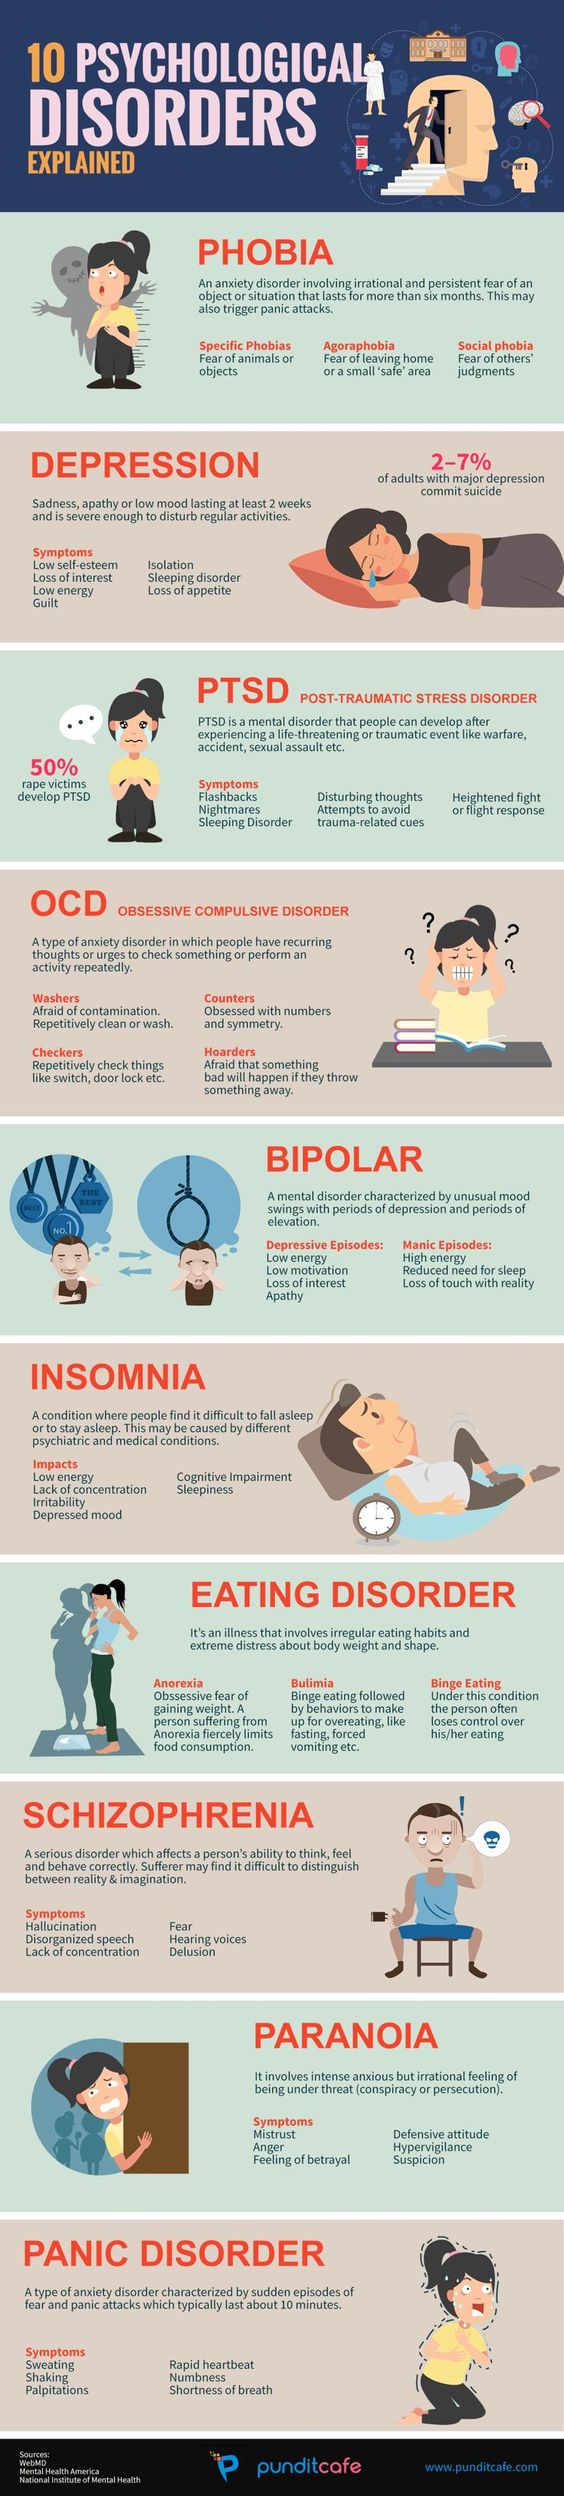 10 PSYCHOLOGICAL
DISORDERS
EXPLAINED
PHOBIA
An anxiety disorder involving irrational and persistent fear of an
object or situation that lasts for more than six months. This may
also trigger panic attacks.
Specific Phobias
Fear of animals or
objects
Agoraphobia
Fear of leaving home
or a small ‘safe’ area
Social phobia
Fear of others’
judgments
DEPRESSION
2–7%
of adults with major depression
commit suicide
Sadness, apathy or low mood lasting at least 2 weeks
and is severe enough to disturb regular activities.
Symptoms
Low self-esteem
Loss of interest
Low energy
Guilt
Isolation
Sleeping disorder
Loss of appetite
PTSD POST-TRAUMATIC STRESS DISORDER
PTSD is a mental disorder that people can develop after
experiencing a life-threatening or traumatic event like warfare,
accident, sexual assault etc.
50%
rape victims
develop PTSD
Symptoms
Flashbacks
Nightmares
Sleeping Disorder
Disturbing thoughts
Attempts to avoid
trauma-related cues
Heightened fight
or flight response
OCD OBSESSIVE COMPULSIVE DISORDER
A type of anxiety disorder in which people have recurring
thoughts or urges to check something or perform an
activity repeatedly.
Washers
Afraid of contamination.
Repetitively clean or wash.
Counters
Obsessed with numbers
and symmetry.
Checkers
Repetitively check things
like switch, door lock etc.
Hoarders
Afraid that something
bad will happen if they throw
something away.
? ? ? ?
BIPOLAR
A mental disorder characterized by unusual mood
swings with periods of depression and periods of
elevation.
BEST
NO.1
THE
BEST
Depressive Episodes:
Low energy
Low motivation
Loss of interest
Apathy
Manic Episodes:
High energy
Reduced need for sleep
Loss of touch with reality
INSOMNIA
A condition where people find it difficult to fall asleep
or to stay asleep. This may be caused by different
psychiatric and medical conditions.
Impacts
Low energy
Lack of concentration
Irritability
Depressed mood
Cognitive Impairment
Sleepiness
EATING DISORDER
It’s an illness that involves irregular eating habits and
extreme distress about body weight and shape.
Anorexia
Obssessive fear of
gaining weight. A
person suffering from
Anorexia fiercely limits
food consumption.
Bulimia
Binge eating followed
by behaviors to make
up for overeating, like
fasting, forced
vomiting etc.
Binge Eating
Under this condition
the person often
loses control over
his/her eating
SCHIZOPHRENIA
A serious disorder which affects a person’s ability to think, feel
and behave correctly. Sufferer may find it difficult to distinguish
between reality & imagination.
Symptoms
Hallucination
Disorganized speech
Lack of concentration
Fear
Hearing voices
Delusion
!
PARANOIA
It involves intense anxious but irrational feeling of
being under threat (conspiracy or persecution).
Symptoms
Mistrust
Anger
Feeling of betrayal
Defensive attitude
Hypervigilance
Suspicion
PANIC DISORDER
A type of anxiety disorder characterized by sudden episodes of
fear and panic attacks which typically last about 10 minutes.
Symptoms
Sweating
Shaking
Palpitations
Rapid heartbeat
Numbness
Shortness of breath
Sources:
WebMD
Mental Health America
National Institute of Mental Health
punditcafe
www.punditcafe.com